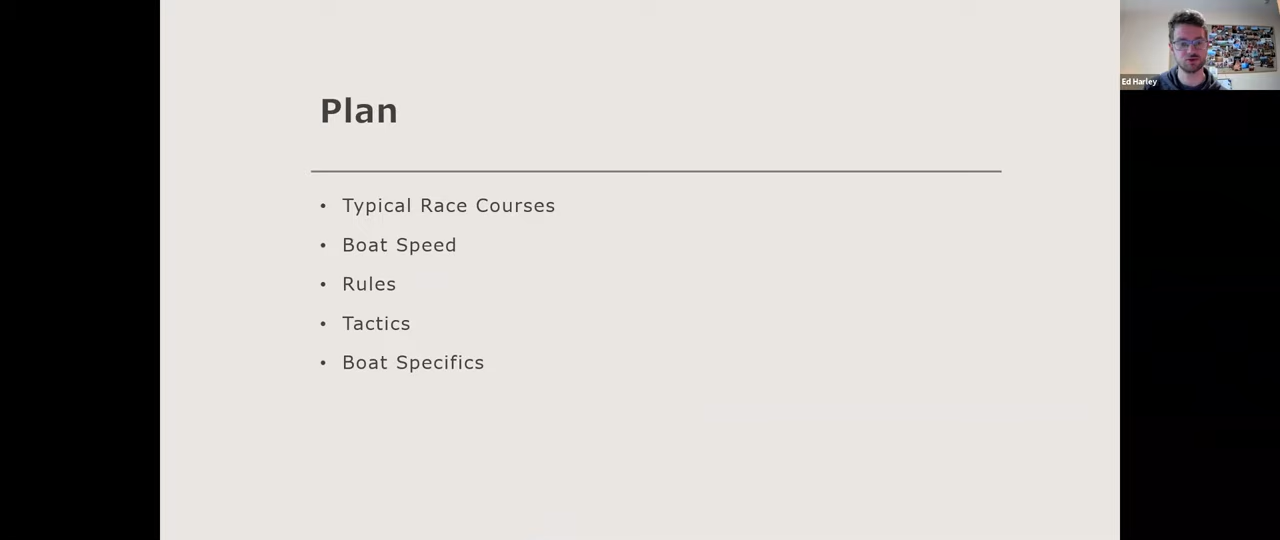 Plan
• Typical Race Courses
• Boat Speed
• Rules
• Tactics
• Boat Specifics
Ed Harley